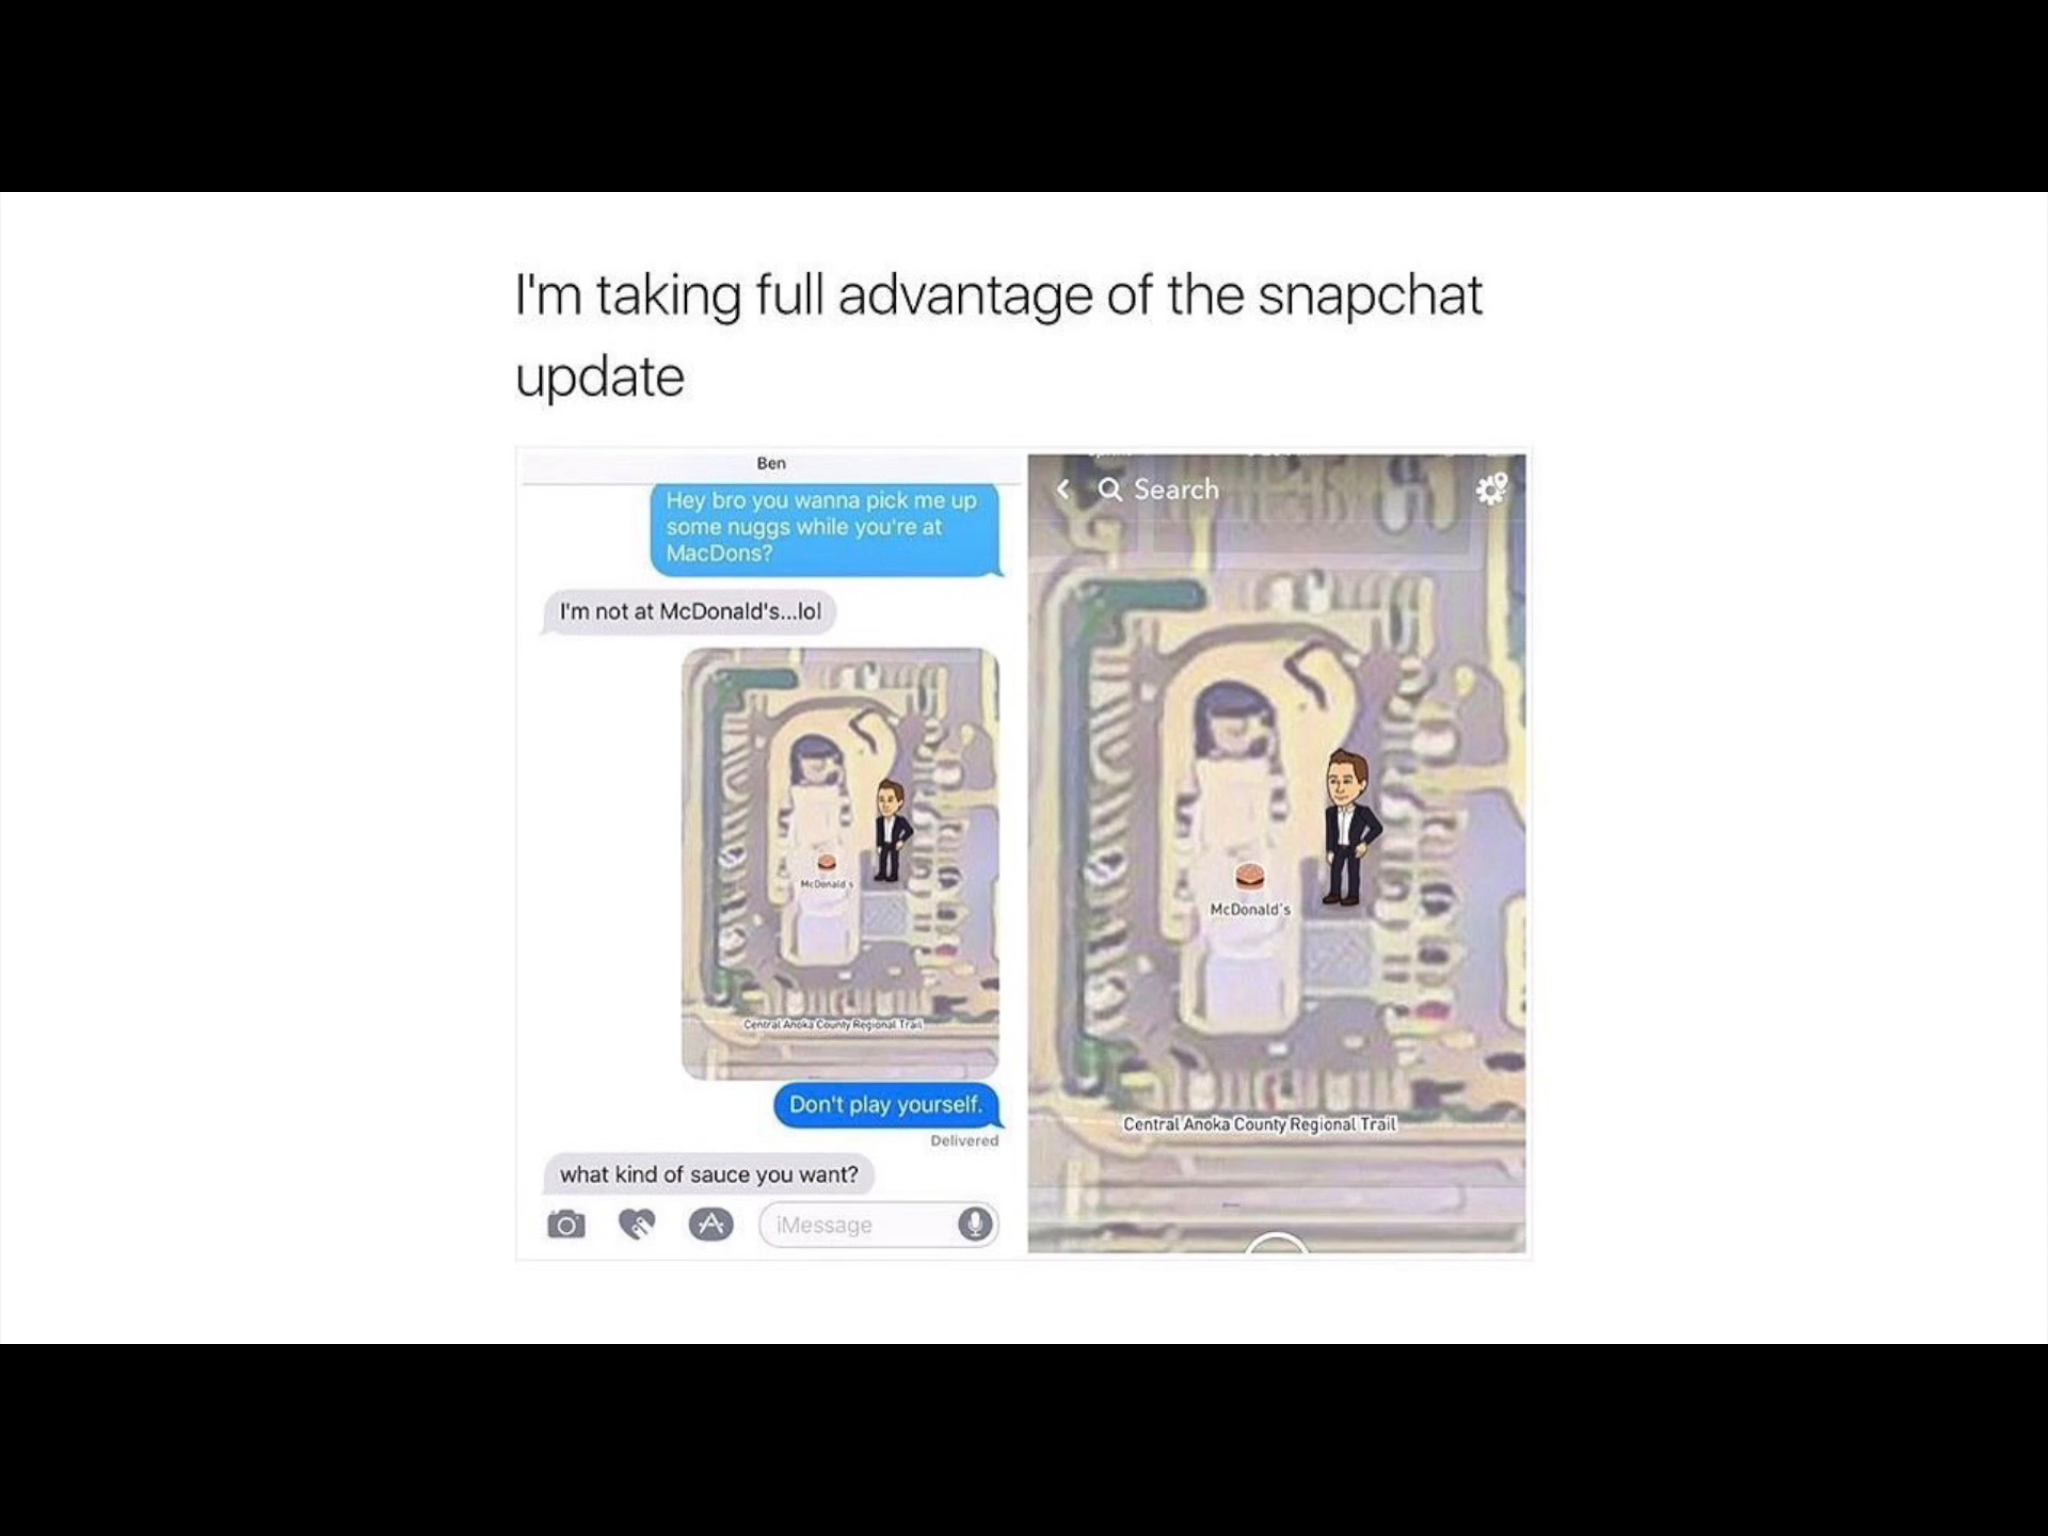 I'm taking full advantage of the snapchat
update
Ben
Hey bro you wanna pick me up
some nuggs while you're at
MacDons?
I'm not at McDonald's...lol
McDonald's
Central Anoka County Regional Trail
Don't play yourself.
Delivered
what kind of sauce you want?
iMessage
Search
McDonald's
Central Anoka County Regional Trail